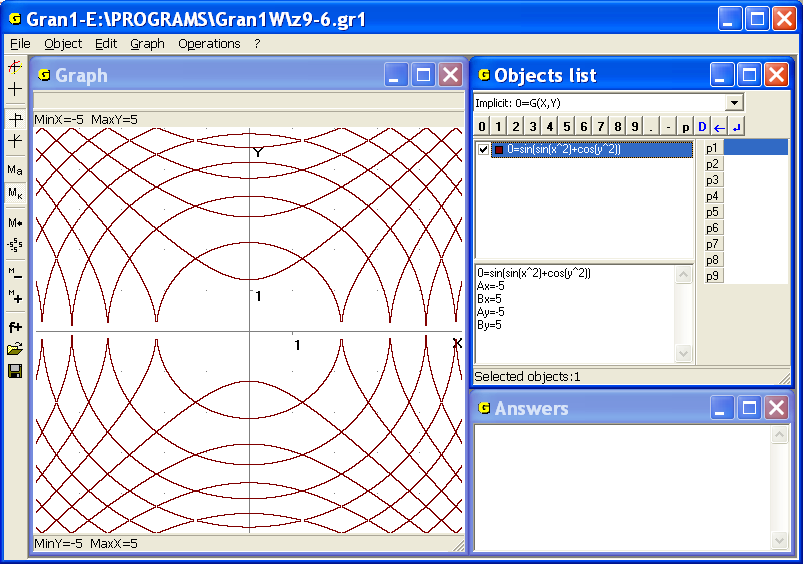 Gran1-E:\PROGRAMS\Gran1W\z9-6.gr1
File Object Edit Graph Operations ?
Graph
MinX=-5 MaxY=5
Y
1
1
X
MinY=-5 MaxX=5
Objects list
Implicit: 0=G(X,Y)
0 1 2 3 4 5 6 7 8 9 . - p D
0=sin(sin(x^2)+cos(y^2))
p1
p2
p3
p4
p5
p6
p7
p8
p9
0=sin(sin(x^2)+cos(y^2))
Ax=-5
Bx=5
Ay=-5
By=5
Selected objects:1
Answers